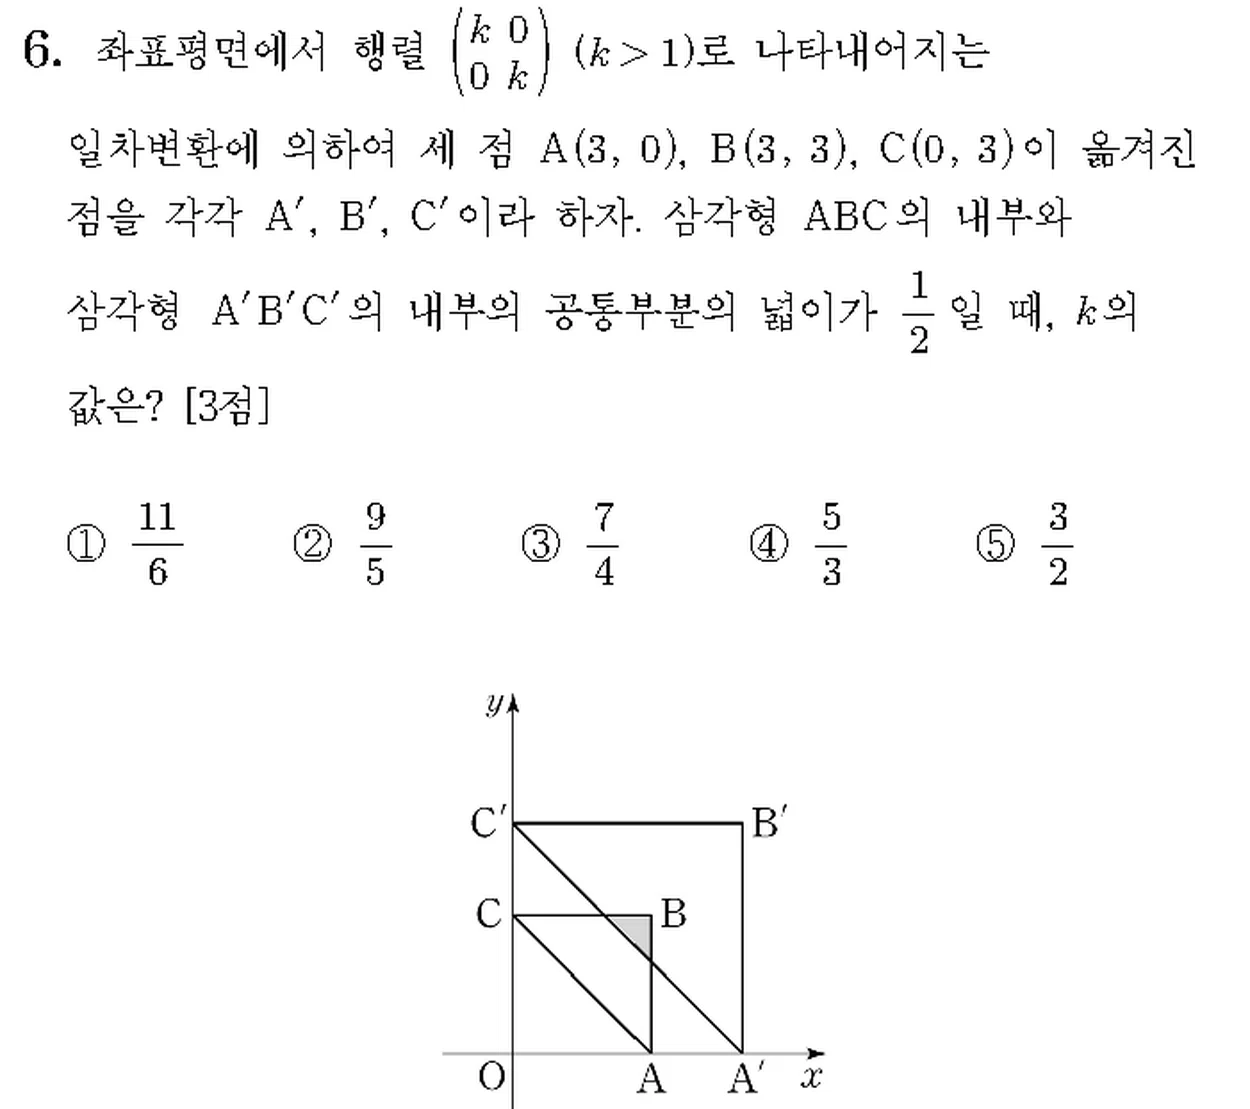 6. 좌표평면에서 행렬 (k 0 / 0 k) (k > 1)로 나타내어지는
일차변환에 의하여 세 점 A(3, 0), B(3, 3), C(0, 3)이 옮겨진
점을 각각 A′, B′, C′이라 하자. 삼각형 ABC의 내부와
삼각형 A′B′C′의 내부의 공통부분의 넓이가 1/2일 때, k의
값은? [3점]
① 11/6 ② 9/5 ③ 7/4 ④ 5/3 ⑤ 3/2
y
C′ B′
C B
O A A′ x